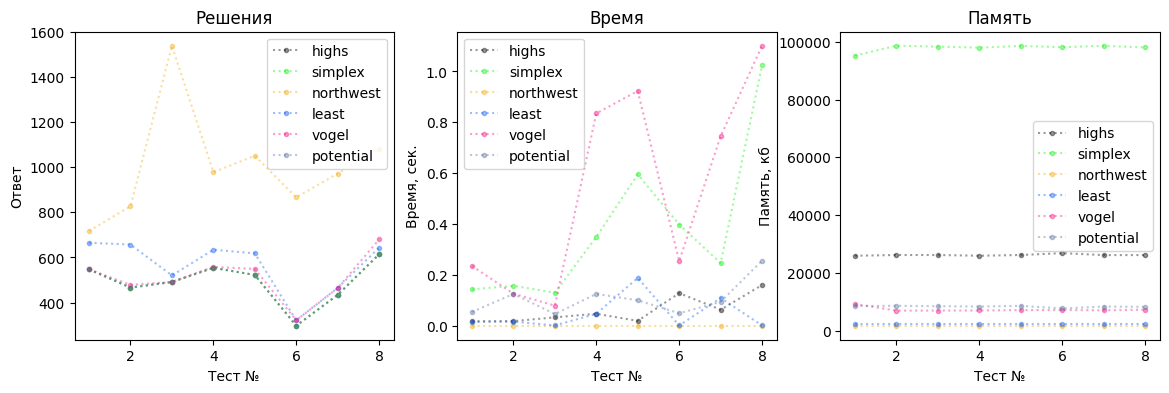 Решения
Ответ
1600
1400
1200
1000
800
600
400
highs
simplex
northwest
least
vogel
potential
2
4
6
8
Тест №
Время
Время, сек.
1.0
0.8
0.6
0.4
0.2
0.0
highs
simplex
northwest
least
vogel
potential
2
4
6
8
Тест №
Память
Память, кб
100000
80000
60000
40000
20000
0
highs
simplex
northwest
least
vogel
potential
2
4
6
8
Тест №